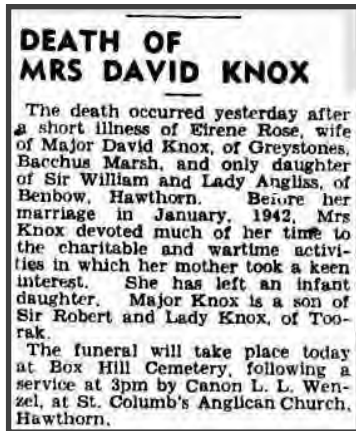 DEATH OF
MRS DAVID KNOX
The death occurred yesterday after
a short illness of Eirene Rose, wife
of Major David Knox, of Greystones,
Bacchus Marsh, and only daughter
of Sir William and Lady Angliss, of
Benbow, Hawthorn. Before her
marriage in January, 1942, Mrs
Knox devoted much of her time to
the charitable and wartime activi-
ties in which her mother took a keen
interest. She has left an infant
daughter. Major Knox is a son of
Sir Robert and Lady Knox, of Too-
rak.
The funeral will take place today
at Box Hill Cemetery, following a
service at 3pm by Canon L. L. Wen-
zel, at St. Columb's Anglican Church,
Hawthorn.